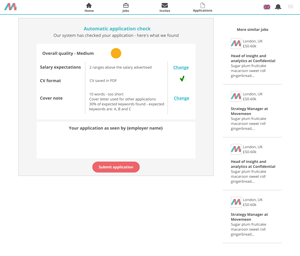 Home
Jobs
Invites
Applications
Automatic application check
Our system has checked your application - here's what we found
Overall quality - Medium
Salary expectations
2 ranges above the salary advertised
Change
CV format
CV saved in PDF
Cover note
15 words - too short
Cover letter used for other applications
30% of expected keywords found - expected
keywords are: A, B and C
Change
Your application as seen by (employer name)
Submit application
More similar jobs
London, UK
£50-60k
Head of Insight and
analytics at Confidential
Sugar plum fruitcake
macaroon sweet roll
gingerbread...
London, UK
£50-60k
Strategy Manager at
Movemeon
Sugar plum fruitcake
macaroon sweet roll
gingerbread...
London, UK
£50-60k
Head of Insight and
analytics at Confidential
Sugar plum fruitcake
macaroon sweet roll
gingerbread...
London, UK
£50-60k
Strategy Manager at
Movemeon
Sugar plum fruitcake
macaroon sweet roll
gingerbread...